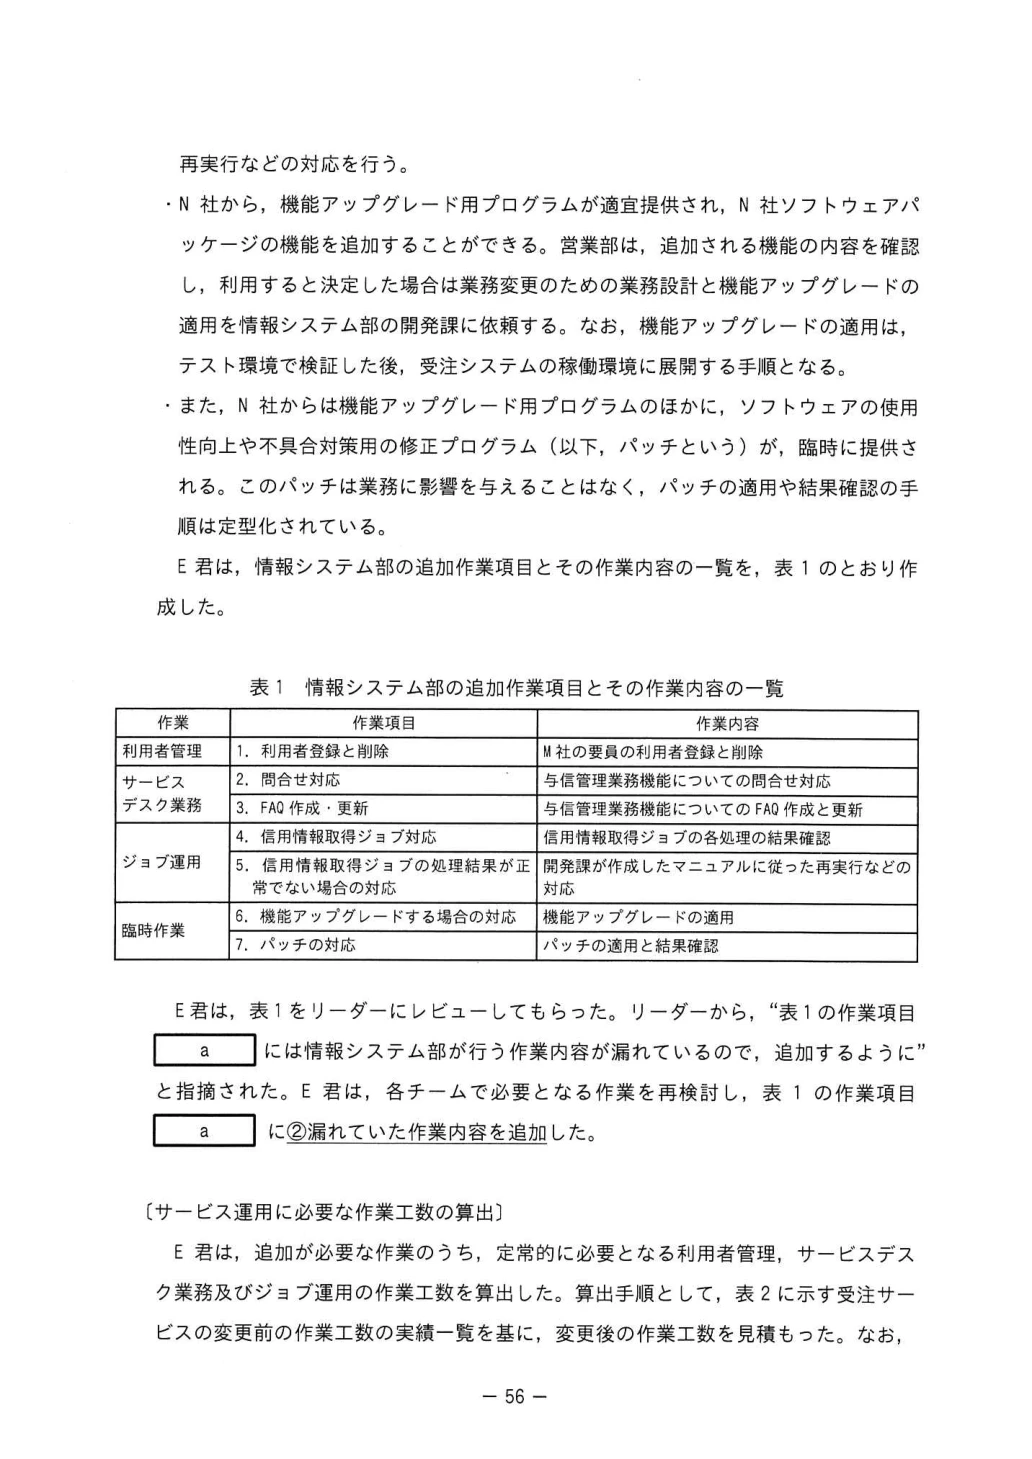 再実行などの対応を行う。
・N 社から，機能アップグレード用プログラムが適宜提供され，N 社ソフトウェアパ
ッケージの機能を追加することができる。営業部は，追加される機能の内容を確認
し，利用すると決定した場合は業務変更のための業務設計と機能アップグレードの
適用を情報システム部の開発課に依頼する。なお，機能アップグレードの適用は，
テスト環境で検証した後，受注システムの稼働環境に展開する手順となる。
・また，N 社からは機能アップグレード用プログラムのほかに，ソフトウェアの使用
性向上や不具合対策用の修正プログラム（以下，パッチという）が，臨時に提供さ
れる。このパッチは業務に影響を与えることはなく，パッチの適用や結果確認の手
順は定型化されている。
E 君は，情報システム部の追加作業項目とその作業内容の一覧を，表 1 のとおり作
成した。
表 1　情報システム部の追加作業項目とその作業内容の一覧
作業　作業項目　作業内容
利用者管理　1．利用者登録と削除　M 社の要員の利用者登録と削除
サービス
デスク業務
2．問合せ対応　与信管理業務機能についての問合せ対応
3．FAQ 作成・更新　与信管理業務機能についての FAQ 作成と更新
ジョブ運用
4．信用情報取得ジョブ対応　信用情報取得ジョブの各処理の結果確認
5．信用情報取得ジョブの処理結果が正
常でない場合の対応
開発課が作成したマニュアルに従った再実行などの
対応
臨時作業
6．機能アップグレードする場合の対応　機能アップグレードの適用
7．パッチの対応　パッチの適用と結果確認
E 君は，表 1 をリーダーにレビューしてもらった。リーダーから，“表 1 の作業項目
a には情報システム部が行う作業内容が漏れているので，追加するように”
と指摘された。E 君は，各チームで必要となる作業を再検討し，表 1 の作業項目
a に②漏れていた作業内容を追加した。
〔サービス運用に必要な作業工数の算出〕
E 君は，追加が必要な作業のうち，定常的に必要となる利用者管理，サービスデス
ク業務及びジョブ運用の作業工数を算出した。算出手順として，表 2 に示す受注サー
ビスの変更前の作業工数の実績一覧を基に，変更後の作業工数を見積もった。なお，
－ 56 －